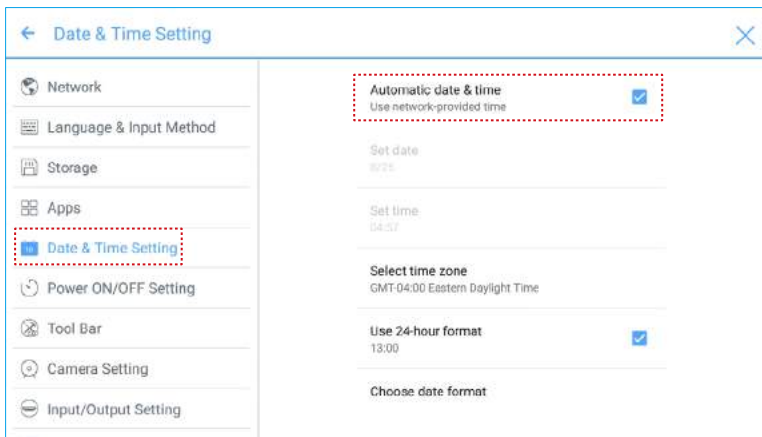 Date & Time Setting
Network
Language & Input Method
Storage
Apps
Date & Time Setting
Power ON/OFF Setting
Tool Bar
Camera Setting
Input/Output Setting
Automatic date & time
Use network-provided time
Set date
8/26
Set time
04:57
Select time zone
GMT-04:00 Eastern Daylight Time
Use 24-hour format
13:00
Choose date format